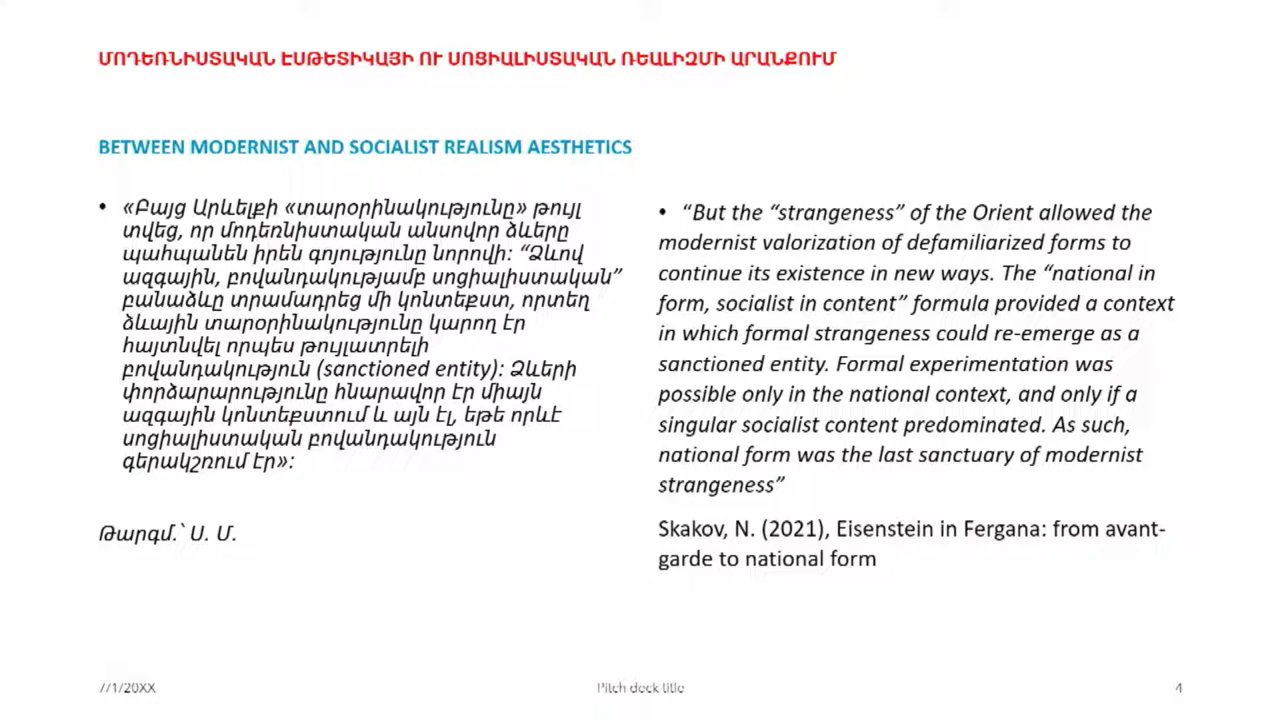 ՄՈԴԵՌՆԻՍՏԱԿԱՆ ԷՍԹԵՏԻԿԱՅԻ ՈՒ ՍՈՑԻԱԼԻՍՏԱԿԱՆ ՌԵԱԼԻԶՄԻ ԱՐԱՆՔՈՒՄ
BETWEEN MODERNIST AND SOCIALIST REALISM AESTHETICS
• «Բայց Արևելքի «տարօրինակությունը» թույլ
տվեց, որ մոդեռնիստական անսովոր ձևերը
պահպանեն իրեն գոյությունը նորովի: “Ձևով
ազգային, բովանդակությամբ սոցիալիստական”
բանաձևը տրամադրեց մի կոնտեքստ, որտեղ
ձևային տարօրինակությունը կարող էր
հայտնվել որպես թույլատրելի
բովանդակություն (sanctioned entity): Ձևերի
փորձարարությունը հնարավոր էր միայն
ազգային կոնտեքստում և այն էլ, եթե որևէ
սոցիալիստական բովանդակություն
գերակշռում էր»:
Թարգմ.՝ Ս. Մ.
• “But the “strangeness” of the Orient allowed the
modernist valorization of defamiliarized forms to
continue its existence in new ways. The “national in
form, socialist in content” formula provided a context
in which formal strangeness could re-emerge as a
sanctioned entity. Formal experimentation was
possible only in the national context, and only if a
singular socialist content predominated. As such,
national form was the last sanctuary of modernist
strangeness”
Skakov, N. (2021), Eisenstein in Fergana: from avant-
garde to national form
7/1/20XX
Pitch deck title
4